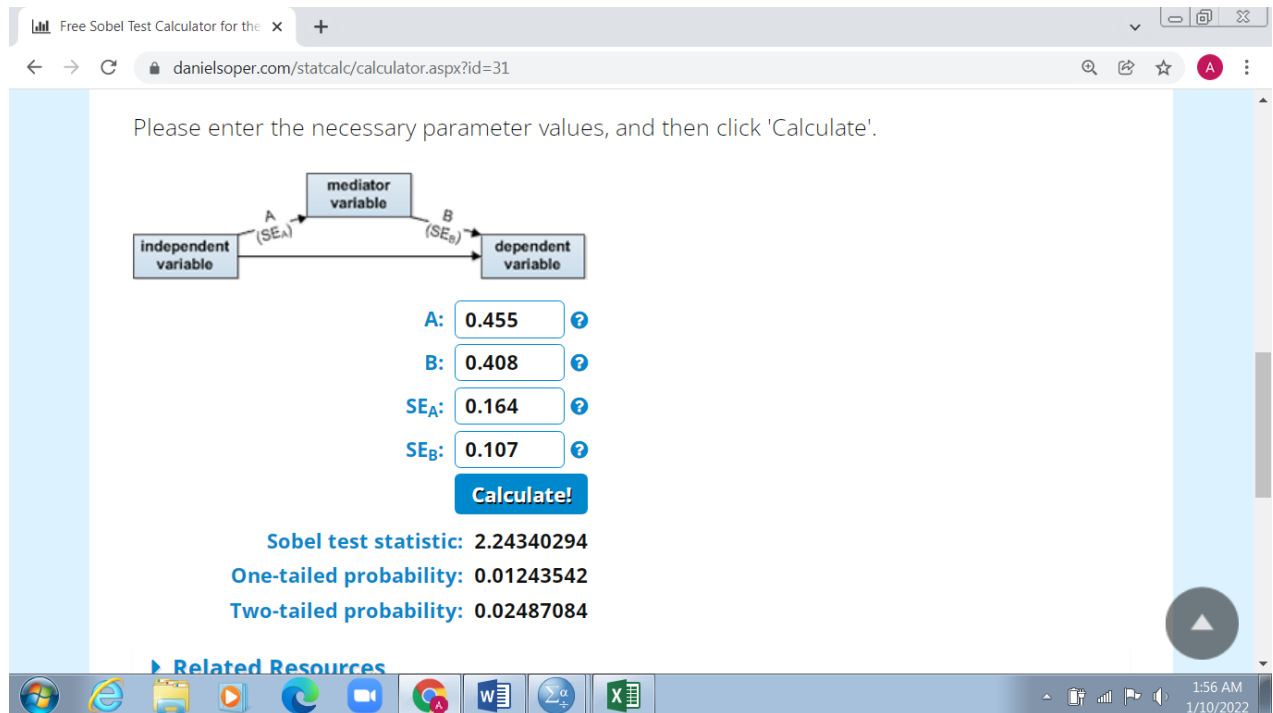 Free Sobel Test Calculator for the
danielsoper.com/statcalc/calculator.aspx?id=31
A
Please enter the necessary parameter values, and then click 'Calculate'.
mediator
variable
A
(SEA)
B
(SEB)
independent
variable
dependent
variable
A: 0.455 ?
B: 0.408 ?
SEA: 0.164 ?
SEB: 0.107 ?
Calculate!
Sobel test statistic: 2.24340294
One-tailed probability: 0.01243542
Two-tailed probability: 0.02487084
Related Resources
A
W
Σα
X
1:56 AM
1/10/2022